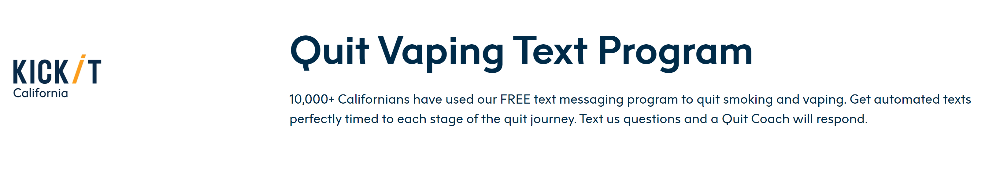 KICK iT
California
Quit Vaping Text Program
10,000+ Californians have used our FREE text messaging program to quit smoking and vaping. Get automated texts
perfectly timed to each stage of the quit journey. Text us questions and a Quit Coach will respond.